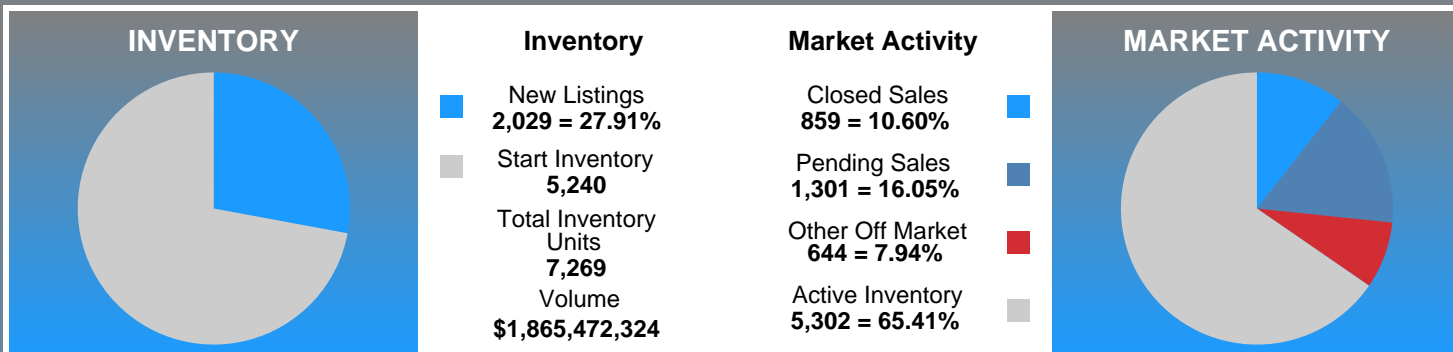 INVENTORY
Inventory
New Listings
2,029 = 27.91%
Start Inventory
5,240
Total Inventory
Units
7,269
Volume
$1,865,472,324
Market Activity
Closed Sales
859 = 10.60%
Pending Sales
1,301 = 16.05%
Other Off Market
644 = 7.94%
Active Inventory
5,302 = 65.41%
MARKET ACTIVITY